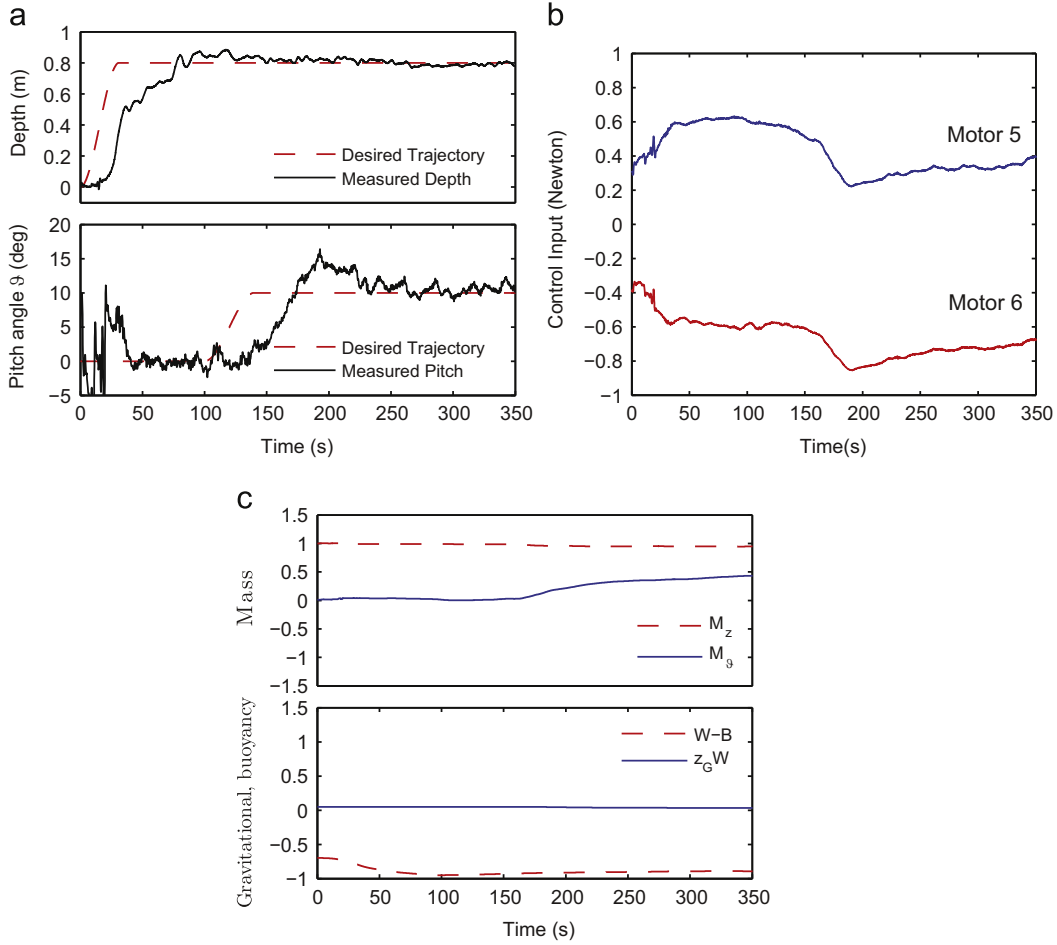 a
1
0.8
0.6
0.4
0.2
0
Depth (m)
Desired Trajectory
Measured Depth
20
15
10
5
0
−5
Pitch angle ϑ (deg)
Desired Trajectory
Measured Pitch
0 50 100 150 200 250 300 350
Time (s)
b
1
0.8
0.6
0.4
0.2
0
−0.2
−0.4
−0.6
−0.8
−1
Control Input (Newton)
Motor 5
Motor 6
0 50 100 150 200 250 300 350
Time(s)
c
1.5
1
0.5
0
−0.5
−1
−1.5
Mass
M_z
M_ϑ
1.5
1
0.5
0
−0.5
−1
Gravitational, buoyancy
W−B
z_GW
0 50 100 150 200 250 300 350
Time (s)